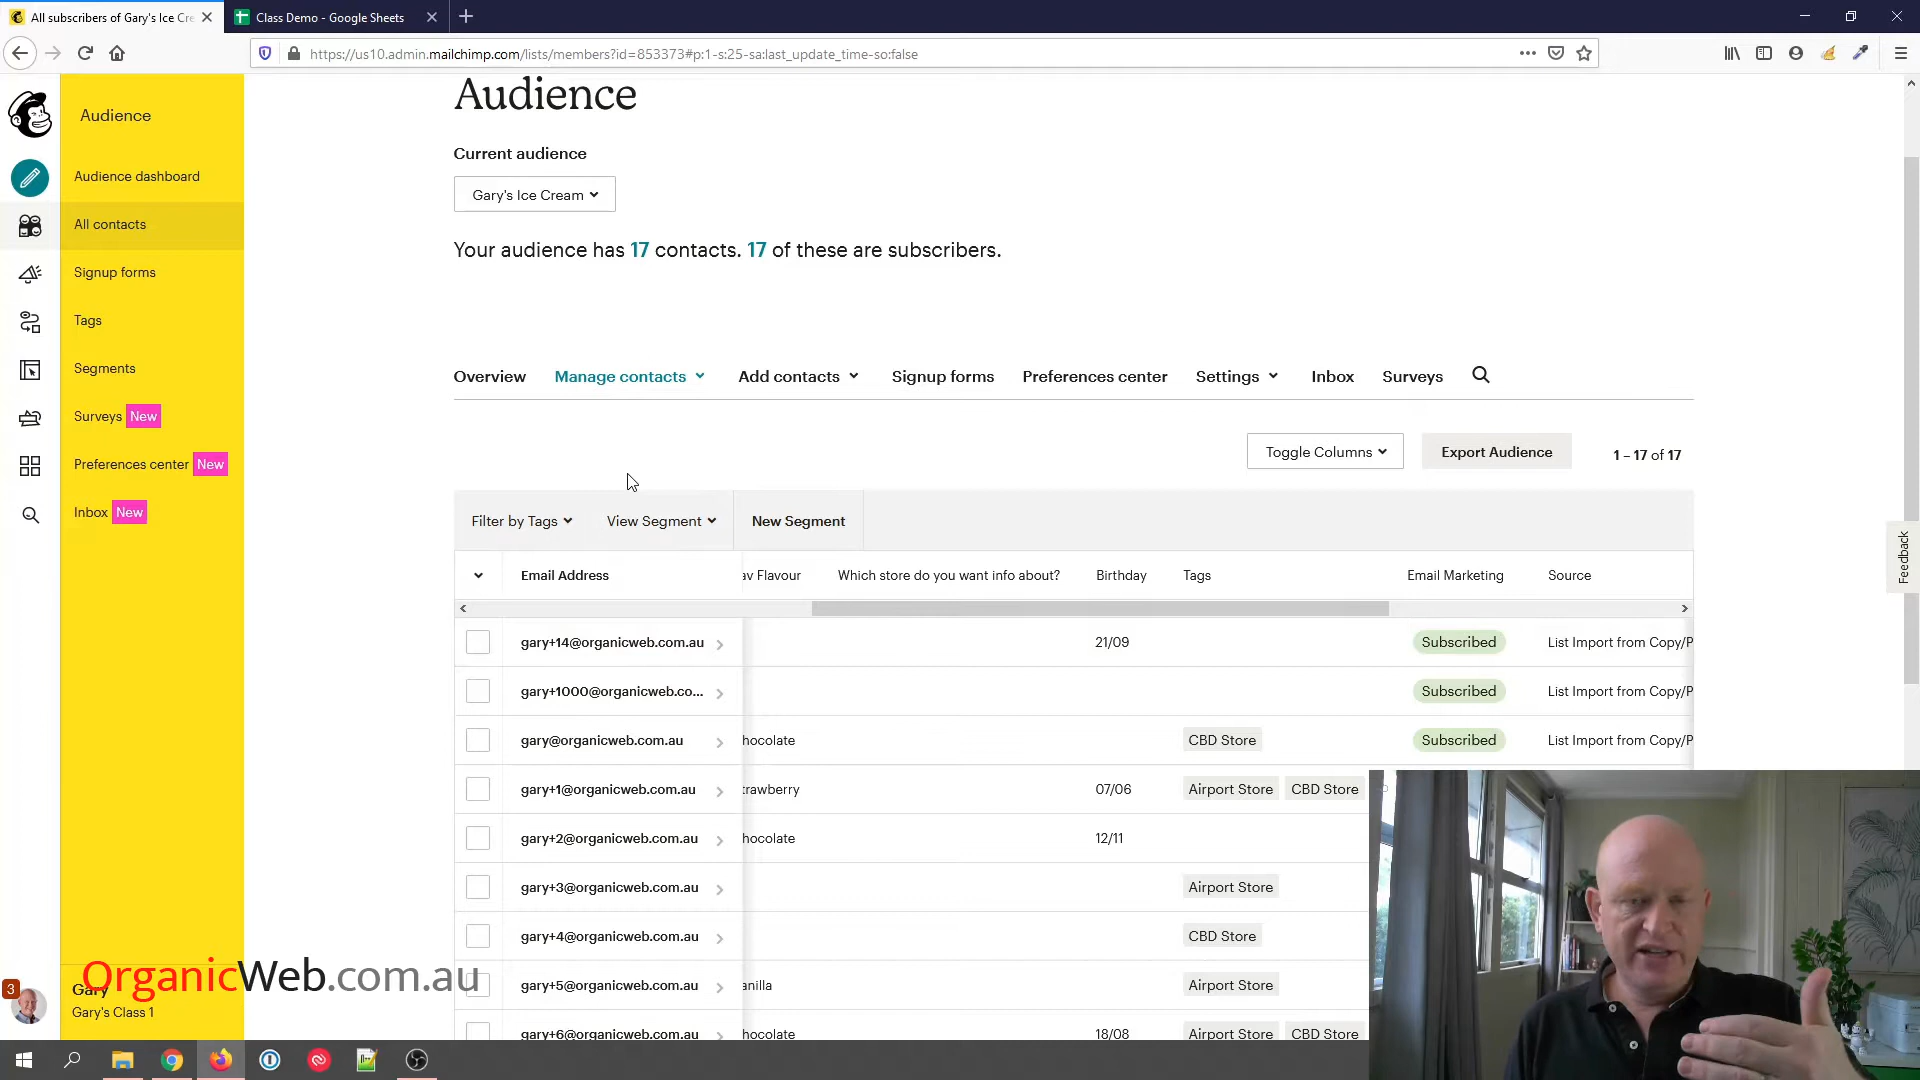 All subscribers of Gary's Ice Cre
Class Demo - Google Sheets
https://us10.admin.mailchimp.com/lists/members?id=853373#p:1-s:25-sa:last_update_time-so:false
Audience
Audience dashboard
All contacts
Signup forms
Tags
Segments
Surveys New
Preferences center New
Inbox New
3
Gary
Gary's Class 1
OrganicWeb.com.au
Audience
Current audience
Gary's Ice Cream
Your audience has 17 contacts. 17 of these are subscribers.
Overview Manage contacts Add contacts Signup forms Preferences center Settings Inbox Surveys
Toggle Columns Export Audience 1 – 17 of 17
Filter by Tags View Segment New Segment
Email Address av Flavour Which store do you want info about? Birthday Tags Email Marketing Source
gary+14@organicweb.com.au 21/09 Subscribed List Import from Copy/P
gary+1000@organicweb.co... Subscribed List Import from Copy/P
gary@organicweb.com.au hocolate CBD Store Subscribed List Import from Copy/P
gary+1@organicweb.com.au trawberry 07/06 Airport Store CBD Store
gary+2@organicweb.com.au hocolate 12/11
gary+3@organicweb.com.au Airport Store
gary+4@organicweb.com.au CBD Store
gary+5@organicweb.com.au anilla Airport Store
gary+6@organicweb.com.au hocolate 18/08 Airport Store CBD Store
Feedback